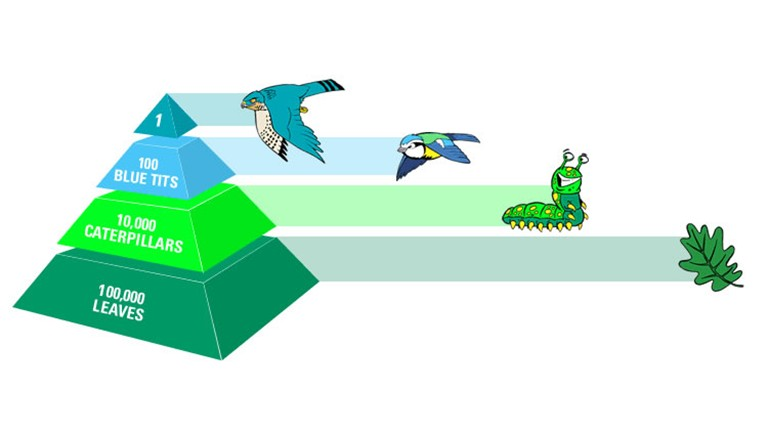 1
100
BLUE TITS
10,000
CATERPILLARS
100,000
LEAVES